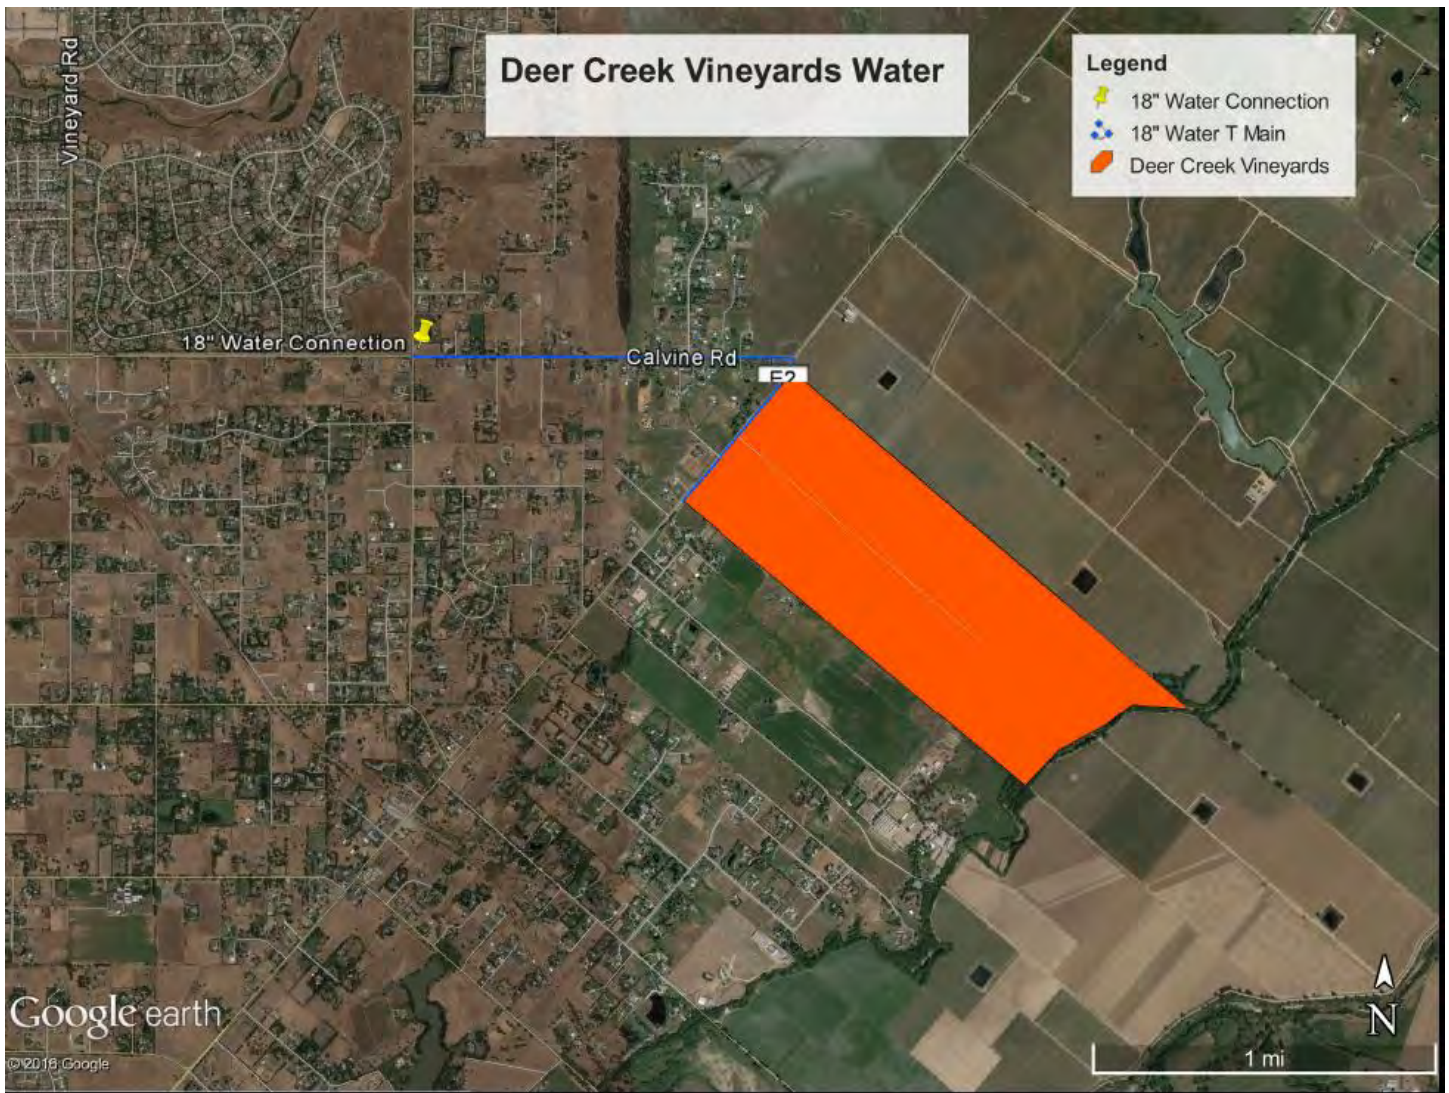 Deer Creek Vineyards Water
Legend
18" Water Connection
18" Water T Main
Deer Creek Vineyards
Vineyard Rd
18" Water Connection
Calvine Rd
E2
Google earth
© 2016 Google
N
1 mi